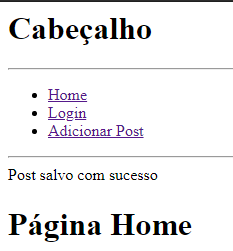 Cabeçalho
Home
Login
Adicionar Post
Post salvo com sucesso
Página Home